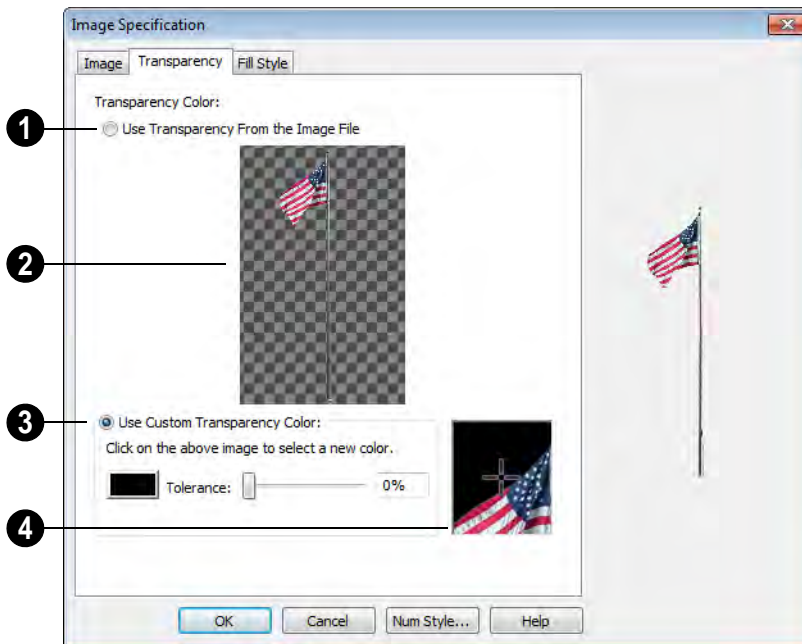 Image Specification
Image Transparency Fill Style
Transparency Color:
1 Use Transparency From the Image File
2
3 Use Custom Transparency Color:
Click on the above image to select a new color.
Tolerance: 0%
4
OK Cancel Num Style... Help